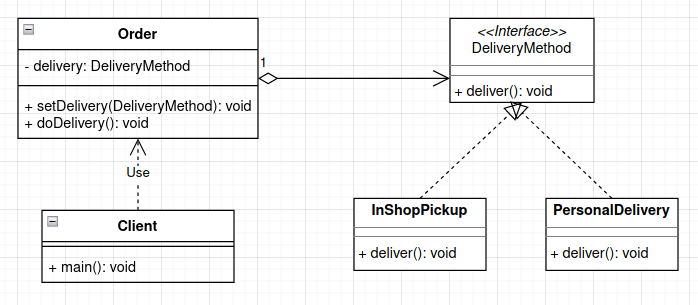 Order
- delivery: DeliveryMethod
+ setDelivery(DeliveryMethod): void
+ doDelivery(): void
1
<<Interface>>
DeliveryMethod
+ deliver(): void
Use
Client
+ main(): void
InShopPickup
+ deliver(): void
PersonalDelivery
+ deliver(): void